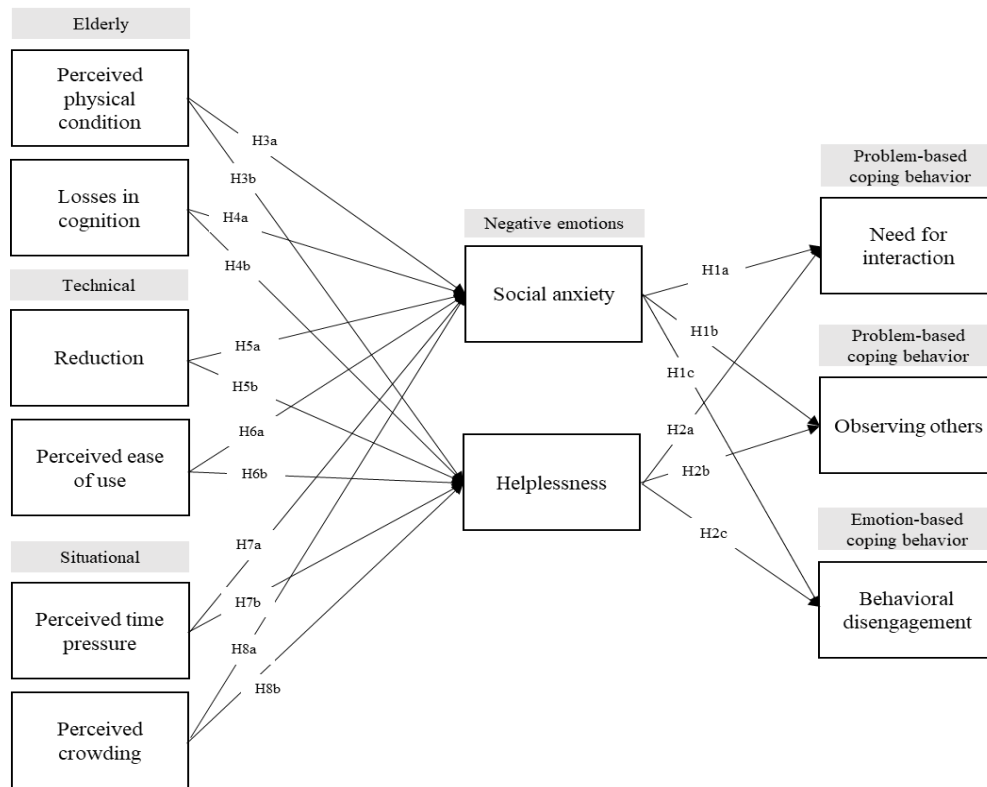 Elderly
Perceived
physical
condition
Losses in
cognition
Technical
Reduction
Perceived ease
of use
Situational
Perceived time
pressure
Perceived
crowding
H3a
H3b
H4a
H4b
H5a
H5b
H6a
H6b
H7a
H7b
H8a
H8b
Negative emotions
Social anxiety
Helplessness
H1a
H1b
H1c
H2a
H2b
H2c
Problem-based
coping behavior
Need for
interaction
Problem-based
coping behavior
Observing others
Emotion-based
coping behavior
Behavioral
disengagement